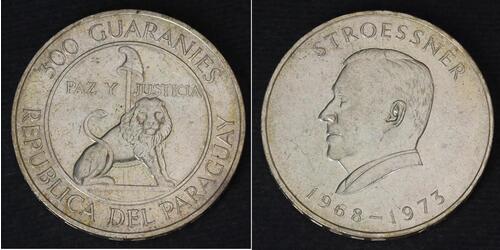 300 GUARANIES
PAZ Y JUSTICIA
REPUBLICA DEL PARAGUAY
STROESSNER
1968-1973